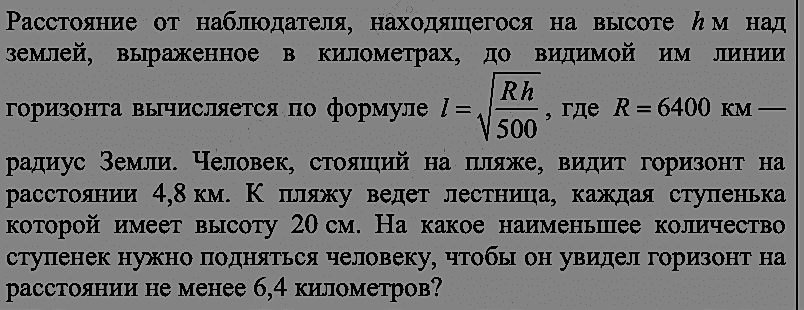 Расстояние от наблюдателя, находящегося на высоте h м над
землей, выраженное в километрах, до видимой им линии
горизонта вычисляется по формуле l = √(Rh/500), где R = 6400 км —
радиус Земли. Человек, стоящий на пляже, видит горизонт на
расстоянии 4,8 км. К пляжу ведет лестница, каждая ступенька
которой имеет высоту 20 см. На какое наименьшее количество
ступенек нужно подняться человеку, чтобы он увидел горизонт на
расстоянии не менее 6,4 километров?